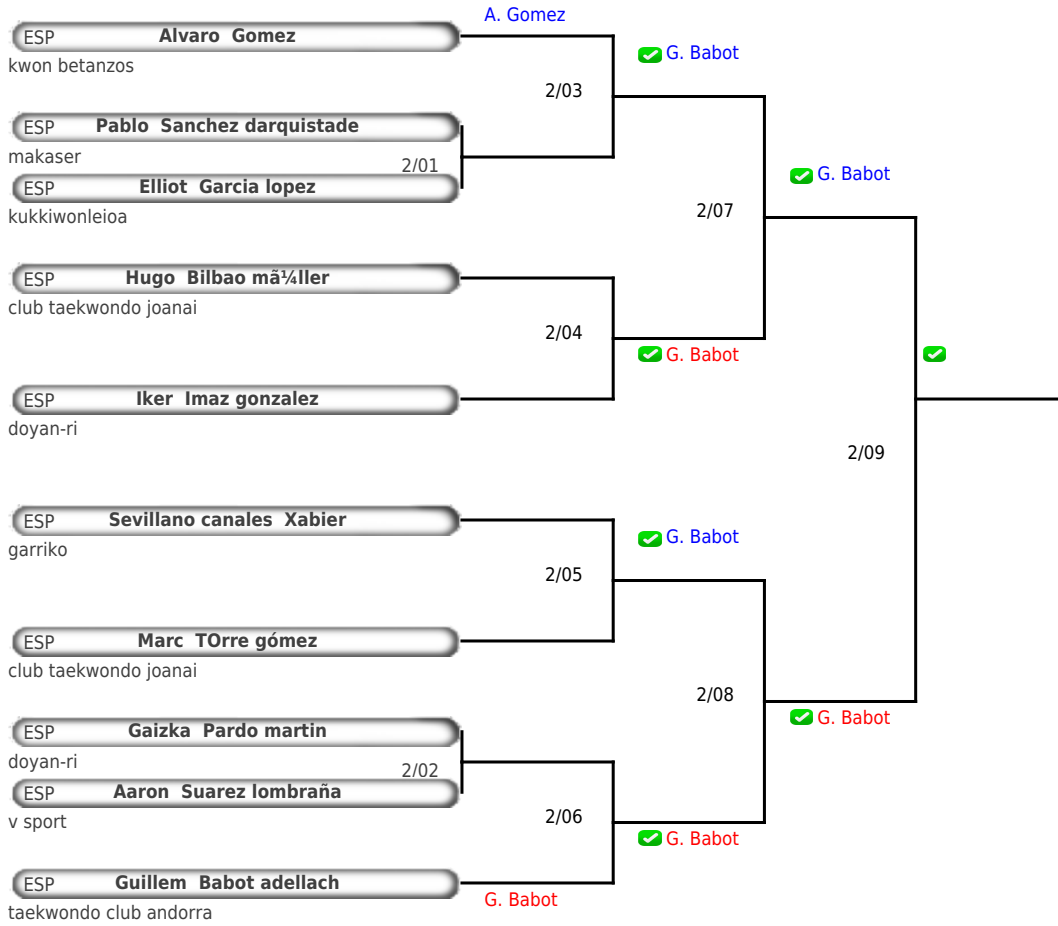 A. Gomez
ESP Alvaro Gomez
kwon betanzos
G. Babot
2/03
ESP Pablo Sanchez darquistade
makaser
2/01
ESP Elliot Garcia lopez
kukkiwonleioa
G. Babot
2/07
ESP Hugo Bilbao mã¼ller
club taekwondo joanai
2/04
G. Babot
ESP Iker Imaz gonzalez
doyan-ri
2/09
ESP Sevillano canales Xabier
garriko
G. Babot
2/05
ESP Marc TOrre gómez
club taekwondo joanai
2/08
G. Babot
ESP Gaizka Pardo martin
doyan-ri
2/02
ESP Aaron Suarez lombraña
v sport
2/06
G. Babot
ESP Guillem Babot adellach
G. Babot
taekwondo club andorra